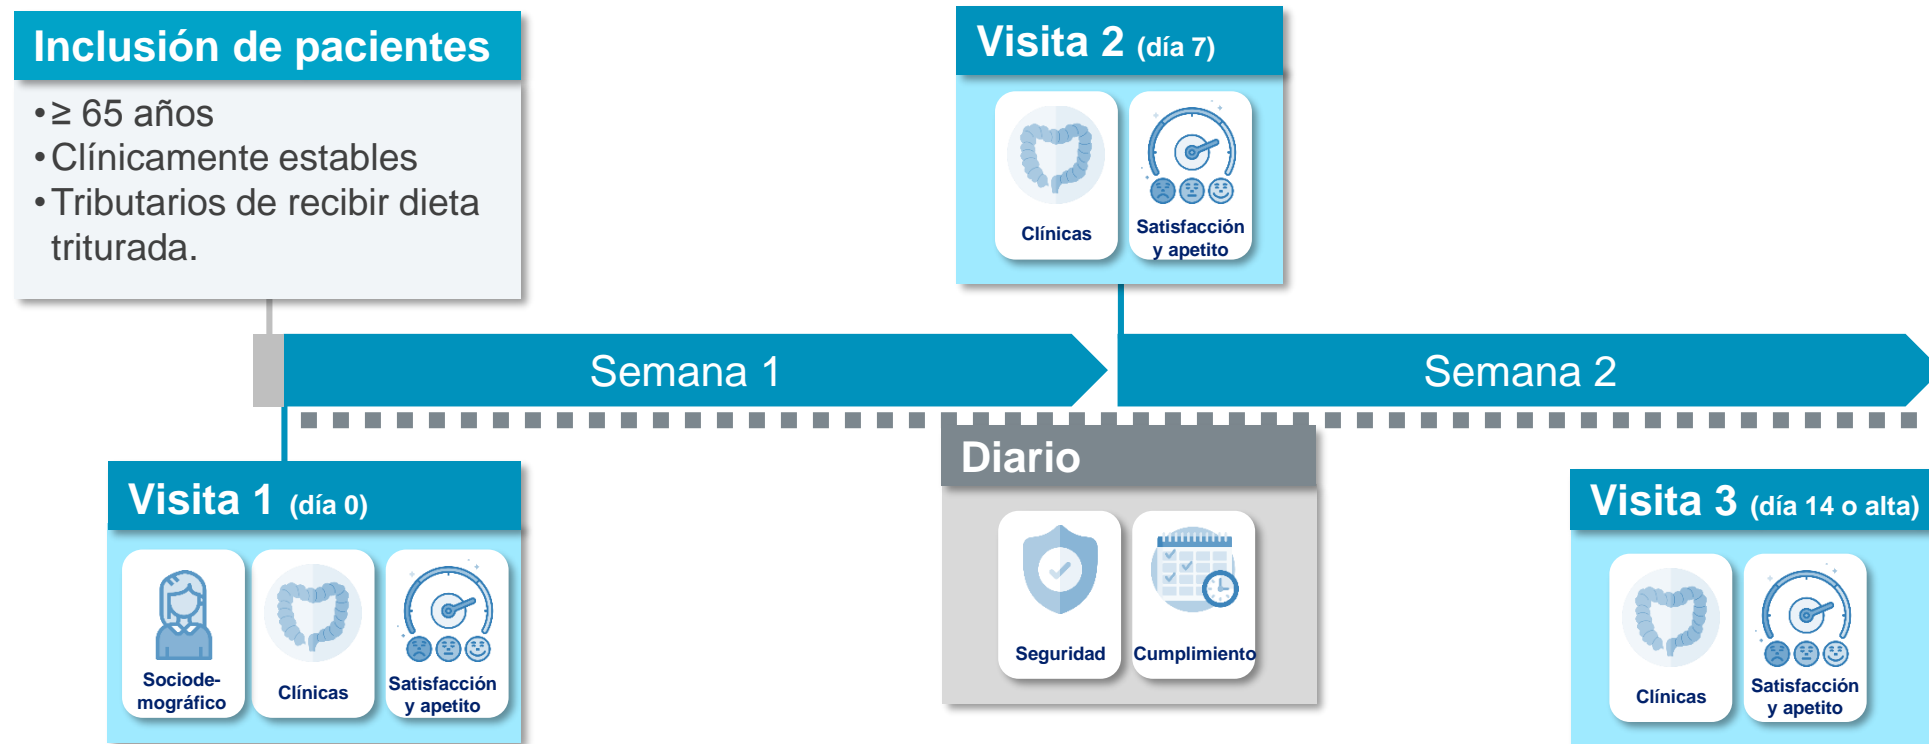 Inclusión de pacientes
•≥ 65 años
•Clínicamente estables
•Tributarios de recibir dieta
triturada.
Visita 2 (día 7)
Clínicas
Satisfacción
y apetito
Semana 1
Semana 2
Visita 1 (día 0)
Sociode-
mográfico
Clínicas
Satisfacción
y apetito
Diario
Seguridad
Cumplimiento
Visita 3 (día 14 o alta)
Clínicas
Satisfacción
y apetito